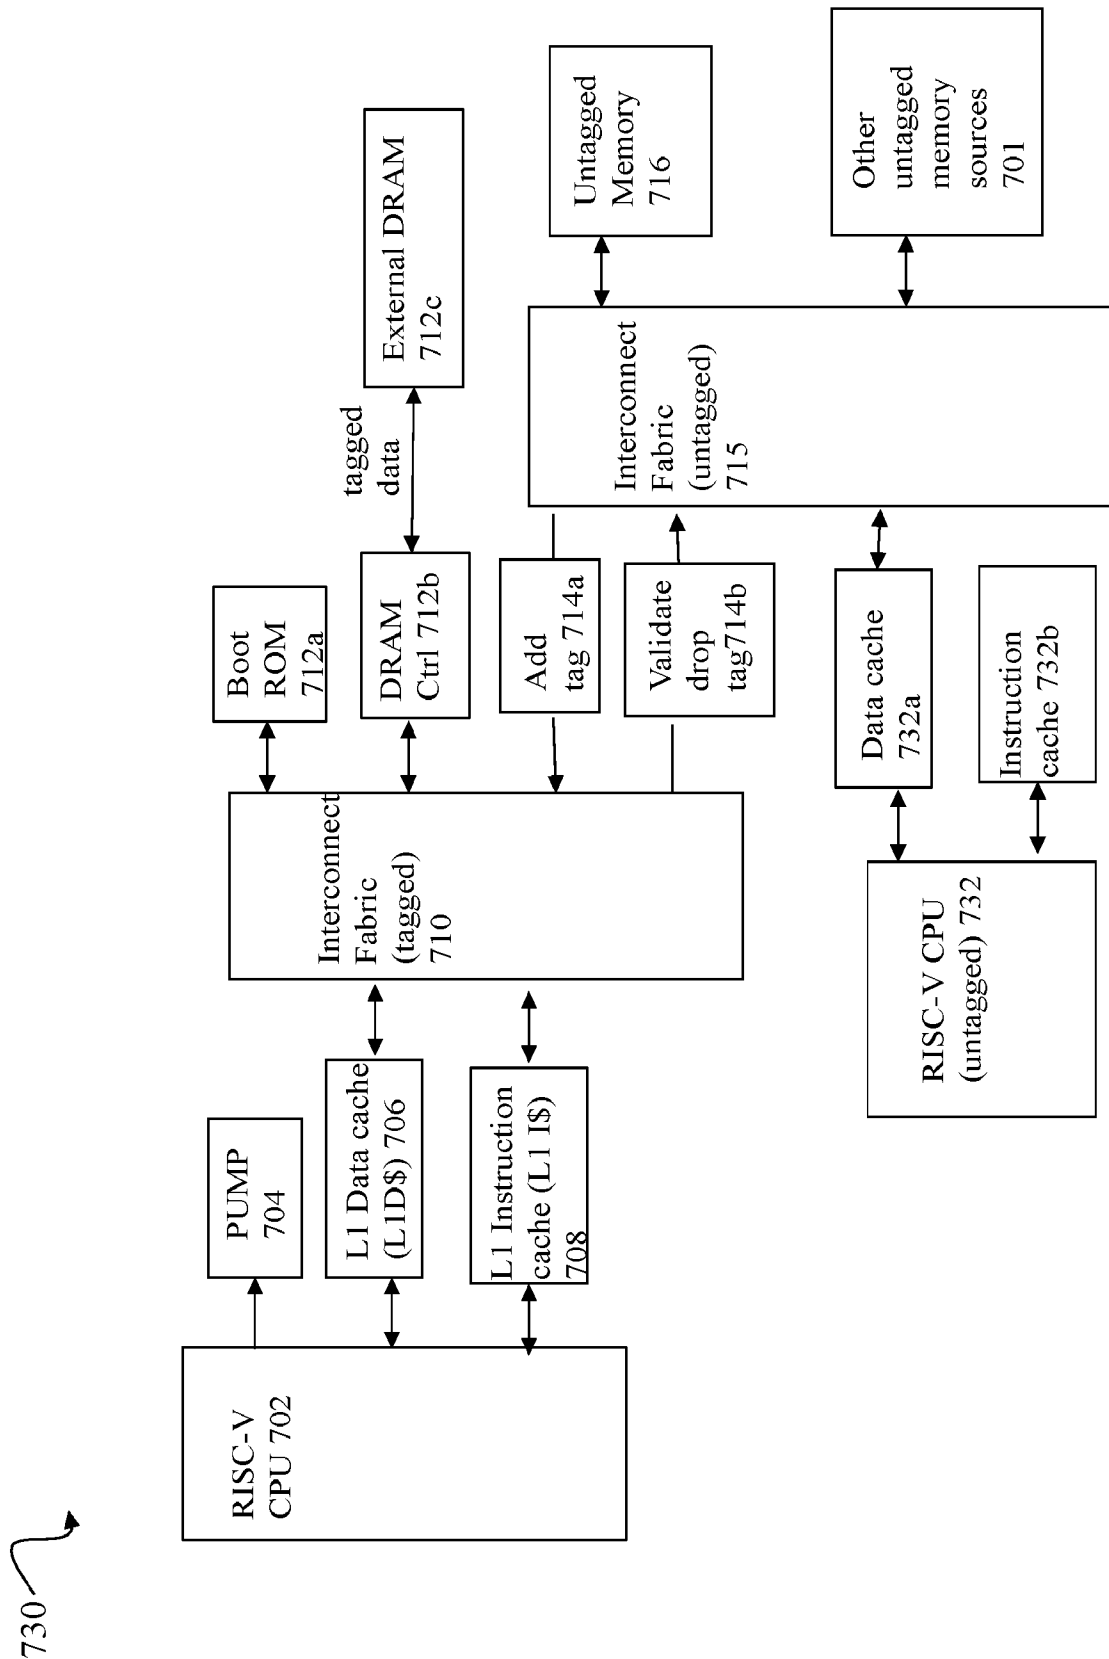 730
RISC-V
CPU 702
PUMP
704
L1 Data cache
(L1D$) 706
L1 Instruction
cache (L1 I$)
708
Interconnect
Fabric
(tagged)
710
Boot
ROM
712a
DRAM
Ctrl 712b
tagged
data
External DRAM
712c
Add
tag 714a
Validate
drop
tag714b
Interconnect
Fabric
(untagged)
715
Untagged
Memory
716
Other
untagged
memory
sources
701
Data cache
732a
Instruction
cache 732b
RISC-V CPU
(untagged) 732